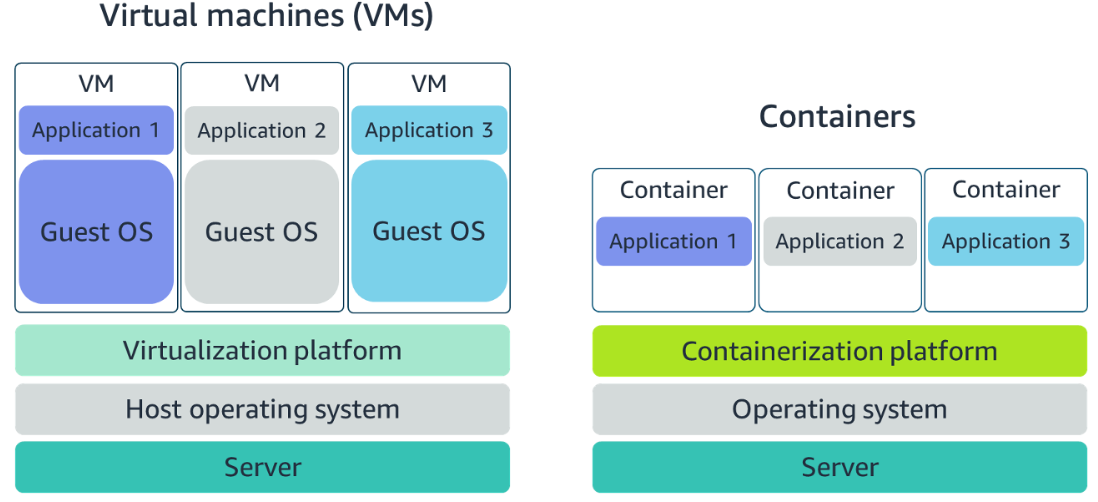 Virtual machines (VMs)
VM
VM
VM
Application 1
Application 2
Application 3
Guest OS
Guest OS
Guest OS
Virtualization platform
Host operating system
Server
Containers
Container
Container
Container
Application 1
Application 2
Application 3
Containerization platform
Operating system
Server